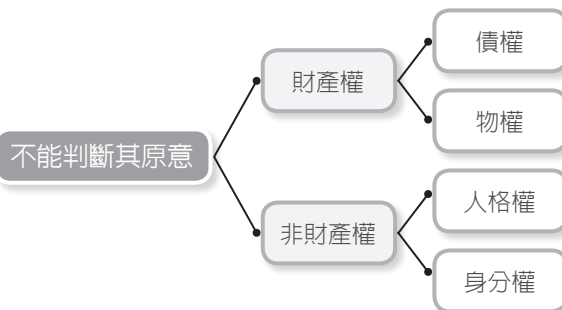 不能判斷其原意
財產權
債權
物權
非財產權
人格權
身分權